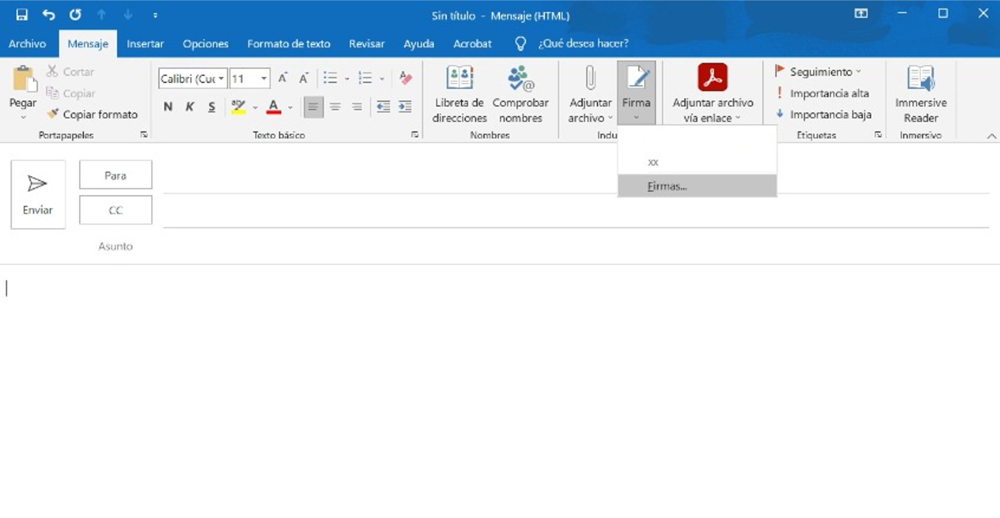 Sin título - Mensaje (HTML)
Archivo Mensaje Insertar Opciones Formato de texto Revisar Ayuda Acrobat ¿Qué desea hacer?
Pegar
Cortar
Copiar
Copiar formato
Portapapeles
Calibri (Cue 11
N K S
Texto básico
Libreta de direcciones
Comprobar nombres
Nombres
Adjuntar archivo
Firma
Indu
xx
Firmas...
Adjuntar archivo vía enlace
Seguimiento
Importancia alta
Importancia baja
Etiquetas
Immersive Reader
Inmersivo
Enviar
Para
CC
Asunto